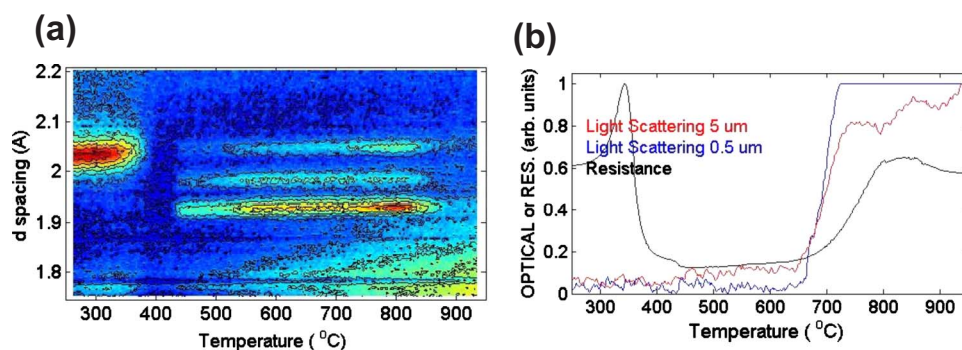 (a)
2.2
2.1
2
1.9
1.8
d spacing (A)
300 400 500 600 700 800 900
Temperature ( °C)
(b)
1
0.8
0.6
0.4
0.2
0
OPTICAL or RES. (arb. units)
Light Scattering 5 um
Light Scattering 0.5 um
Resistance
300 400 500 600 700 800 900
Temperature ( °C)